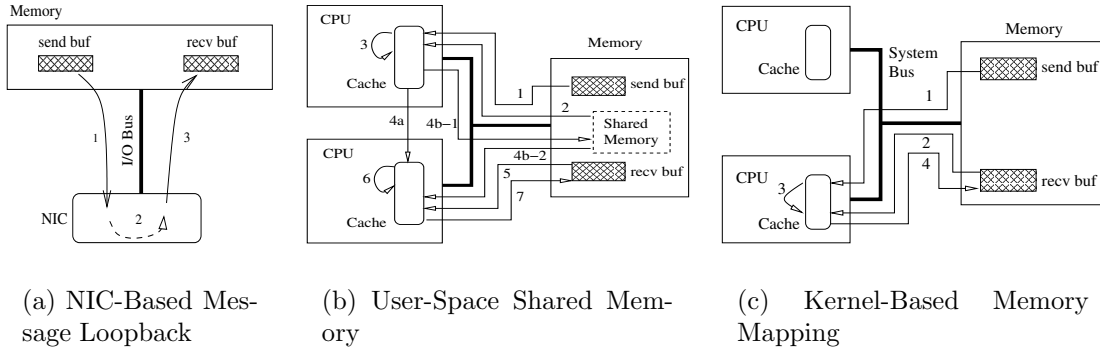 Memory
send buf
recv buf
1
I/O Bus
3
NIC
2
CPU
3
Cache
4a
4b-1
CPU
6
Cache
Memory
1
send buf
2
Shared
Memory
4b-2
5
recv buf
7
CPU
Cache
System
Bus
Memory
send buf
1
2
4
CPU
3
Cache
recv buf
(a) NIC-Based Mes-
sage Loopback
(b) User-Space Shared Mem-
ory
(c) Kernel-Based Memory
Mapping